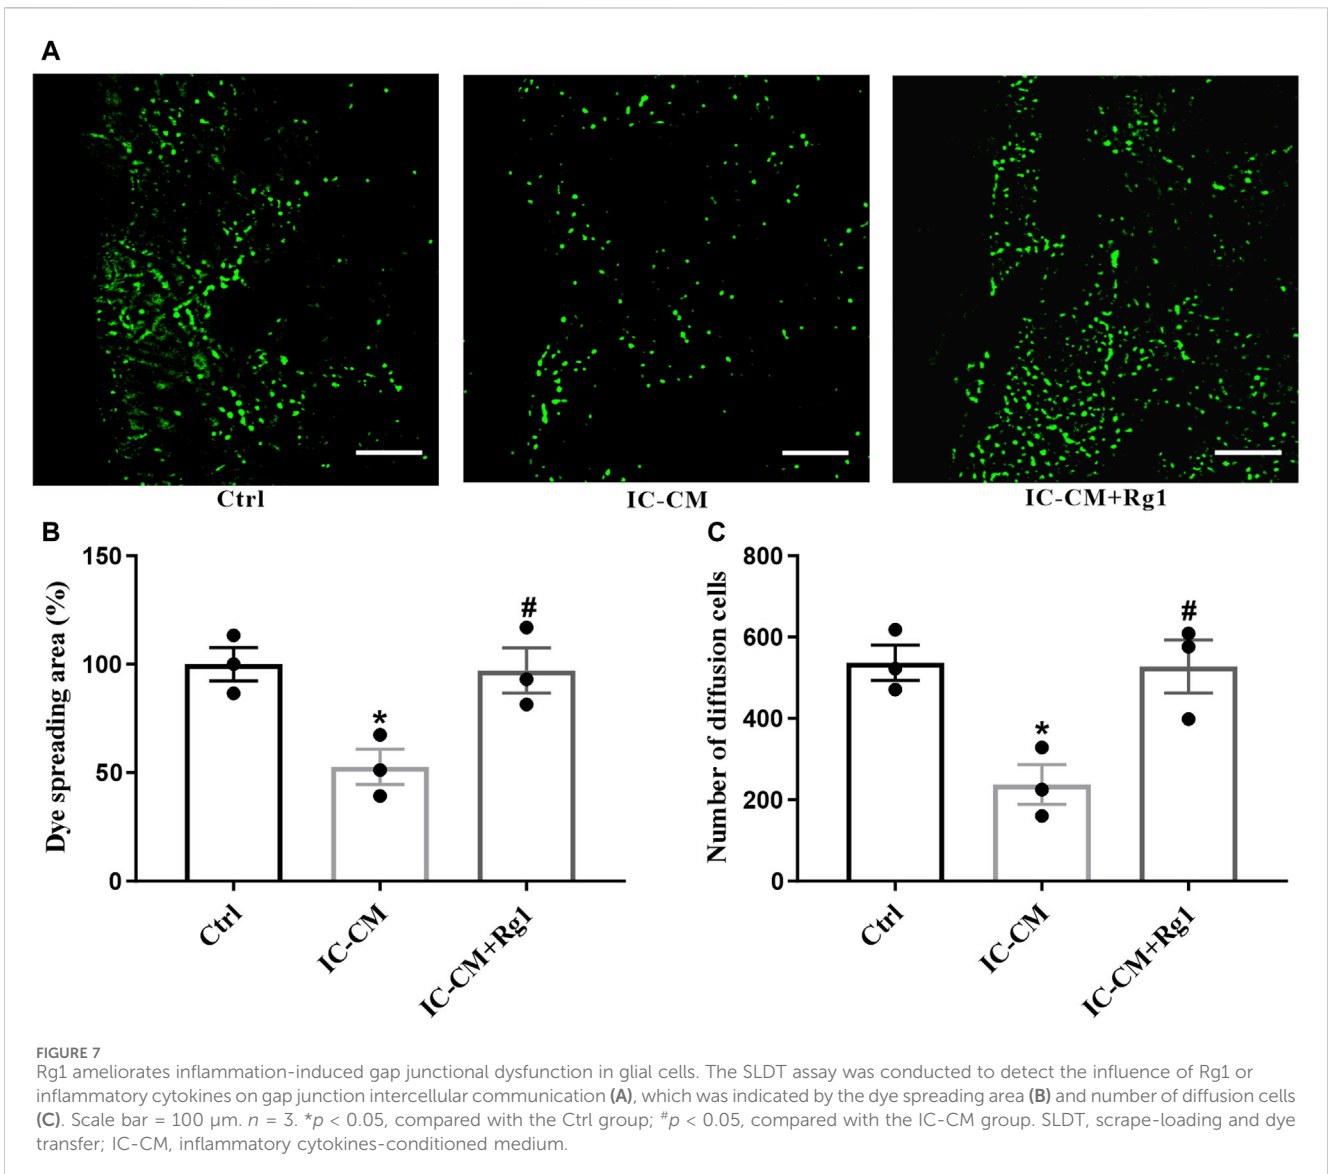 A
Ctrl
IC-CM
IC-CM+Rg1
B
Dye spreading area (%)
150
100
50
0
*
#
Ctrl
IC-CM
IC-CM+Rg1
C
Number of diffusion cells
800
600
400
200
0
*
#
Ctrl
IC-CM
IC-CM+Rg1
FIGURE 7
Rg1 ameliorates inflammation-induced gap junctional dysfunction in glial cells. The SLDT assay was conducted to detect the influence of Rg1 or
inflammatory cytokines on gap junction intercellular communication (A), which was indicated by the dye spreading area (B) and number of diffusion cells
(C). Scale bar = 100 μm. n = 3. *p < 0.05, compared with the Ctrl group; #p < 0.05, compared with the IC-CM group. SLDT, scrape-loading and dye
transfer; IC-CM, inflammatory cytokines-conditioned medium.